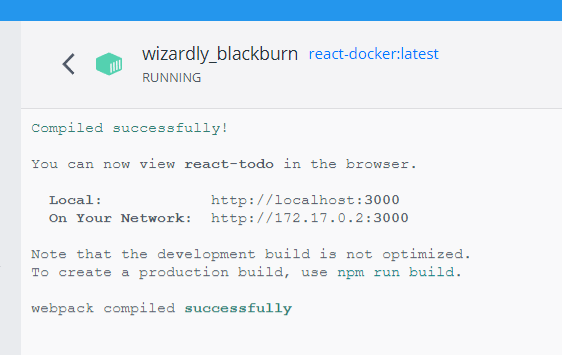 wizardly_blackburn react-docker:latest
RUNNING
Compiled successfully!
You can now view react-todo in the browser.
Local: http://localhost:3000
On Your Network: http://172.17.0.2:3000
Note that the development build is not optimized.
To create a production build, use npm run build.
webpack compiled successfully